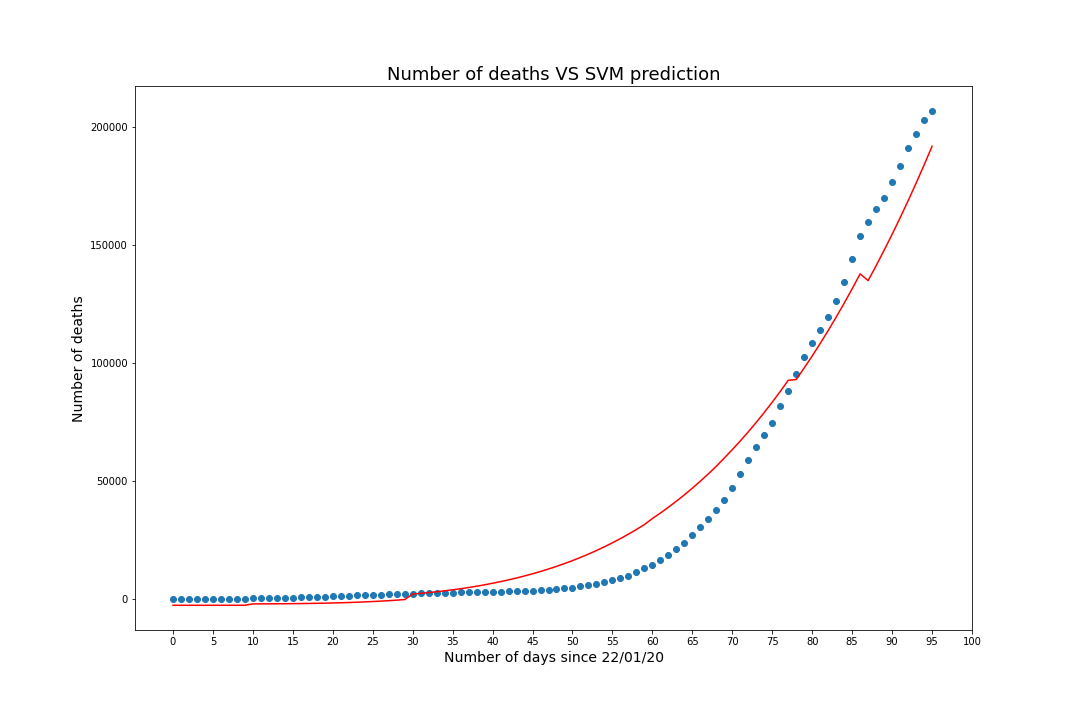 Number of deaths VS SVM prediction
Number of deaths
200000
150000
100000
50000
0
0 5 10 15 20 25 30 35 40 45 50 55 60 65 70 75 80 85 90 95 100
Number of days since 22/01/20